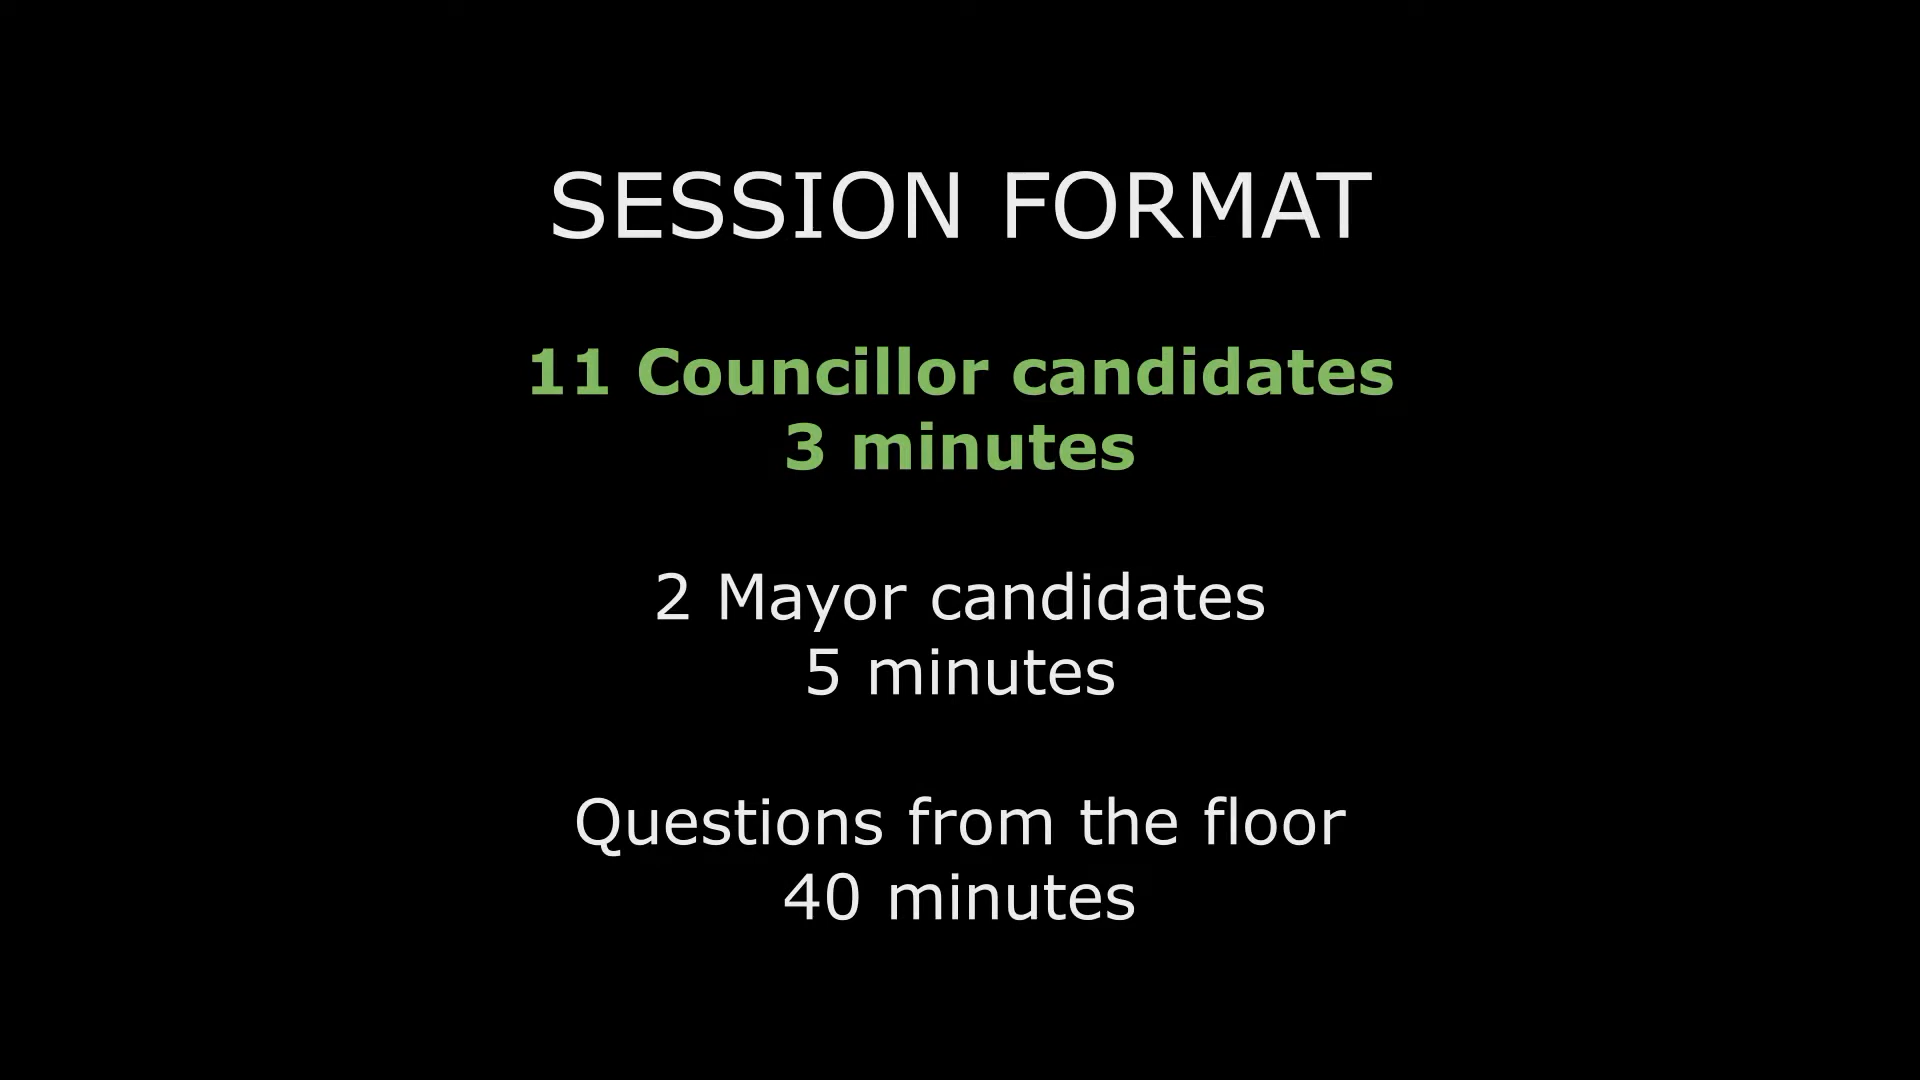 SESSION FORMAT
11 Councillor candidates
3 minutes
2 Mayor candidates
5 minutes
Questions from the floor
40 minutes